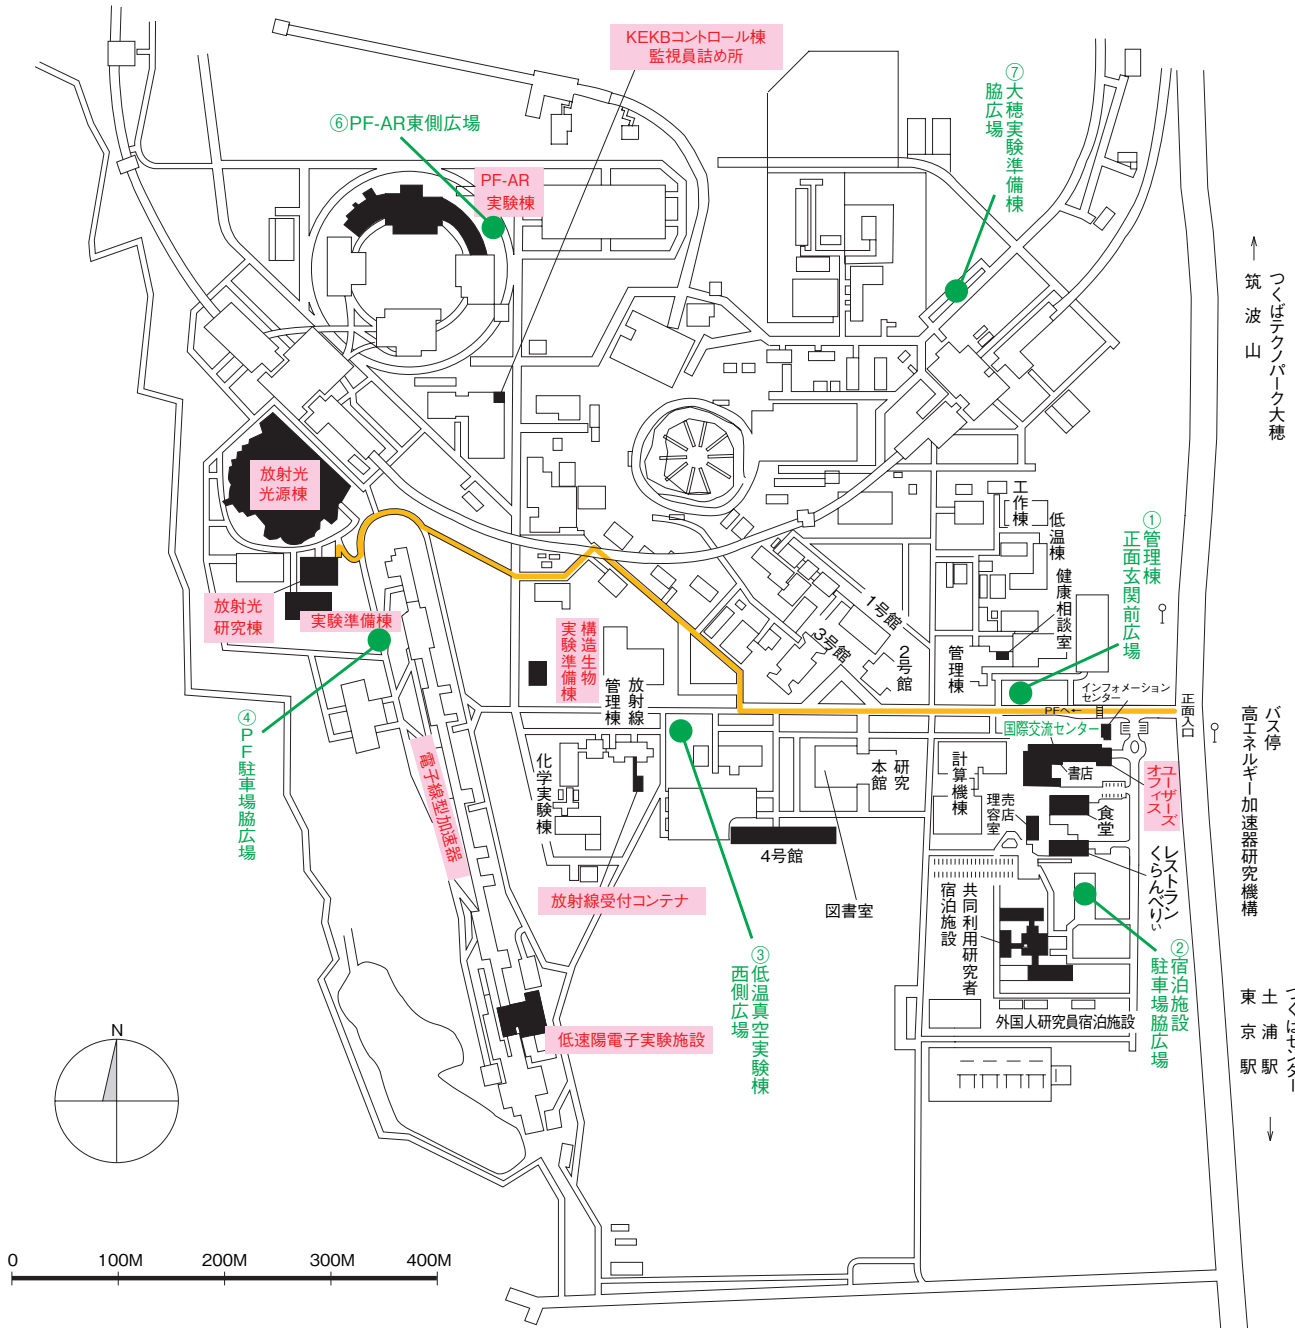 KEKBコントロール棟
監視員詰め所
⑦大穂実験準備棟
脇広場
⑥PF-AR東側広場
PF-AR
実験棟
つくばテクノパーク大穂
筑波山
放射光
光源棟
工作棟
低温棟
健康相談室
①管理棟
正面玄関前広場
1号館
3号館
2号館
管理棟
放射光
研究棟
実験準備棟
構造生物
実験準備棟
放射線
管理棟
インフォメーション
センター
PFへ←
正面入口
国際交流センター
バス停
高エネルギー加速器研究機構
④PF駐車場脇広場
電子線型加速器
化学実験棟
研究
本館
計算機棟
書店
ユーザーズ
オフィス
売店
理容室
食堂
4号館
レストラン
くらんべりぃ
放射線受付コンテナ
図書室
共同利用研究者
宿泊施設
③低温真空実験棟
西側広場
②宿泊施設
駐車場脇広場
外国人研究員宿泊施設
低速陽電子実験施設
つくばセンター
土浦駅
東京駅
N
0 100M 200M 300M 400M